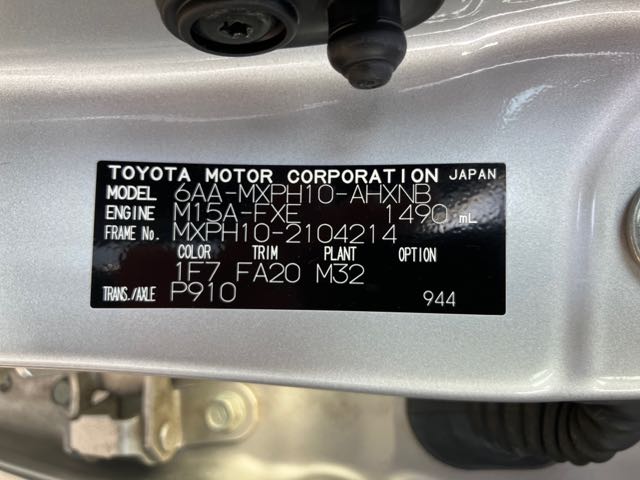 TOYOTA MOTOR CORPORATION JAPAN
MODEL 6AA-MXPH10-AHXNB
ENGINE M15A-FXE 1490 mL
FRAME No. MXPH10-2104214
COLOR TRIM PLANT OPTION
1F7 FA20 M32
TRANS./AXLE P910 944